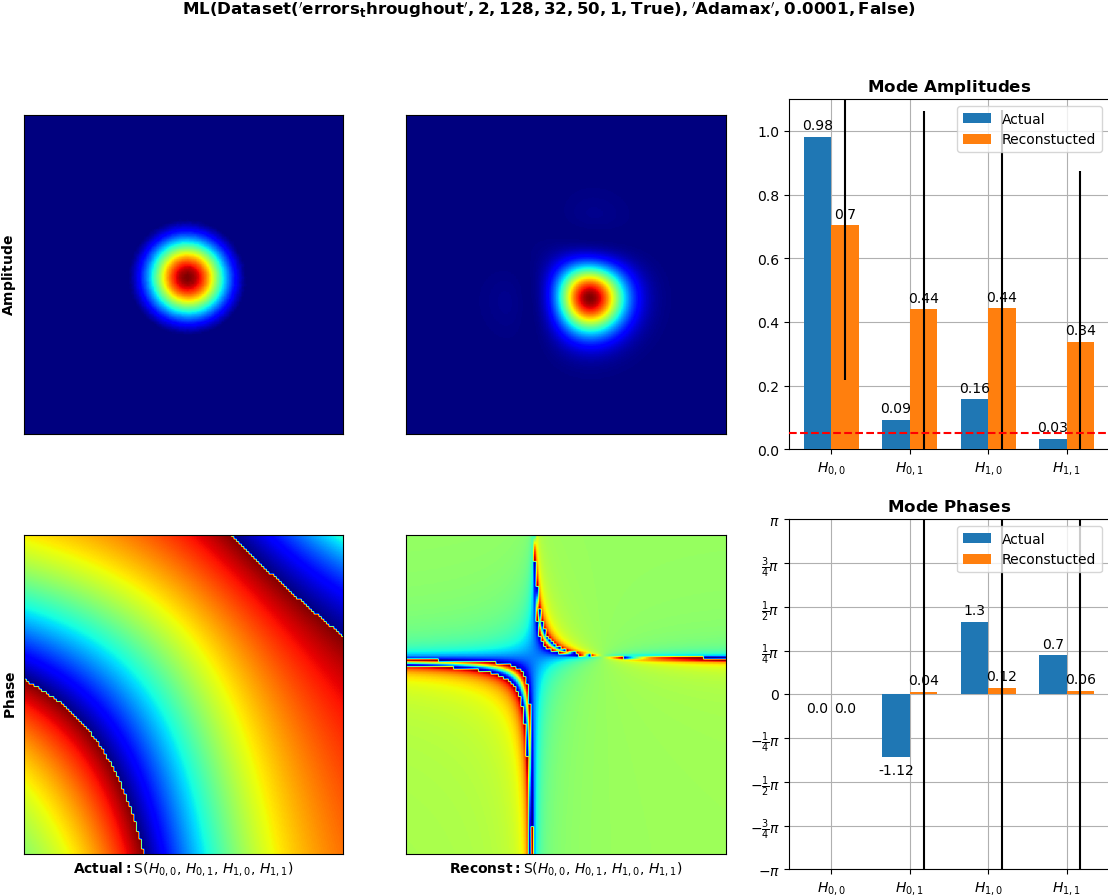 ML(Dataset('errors_throughout', 2, 128, 32, 50, 1, True), 'Adamax', 0.0001, False)
Amplitude
Mode Amplitudes
Actual
Reconstucted
1.0
0.8
0.6
0.4
0.2
0.0
0.98
0.7
0.09
0.44
0.16
0.44
0.03
0.34
H0,0
H0,1
H1,0
H1,1
Phase
Actual: S(H0,0, H0,1, H1,0, H1,1)
Reconst: S(H0,0, H0,1, H1,0, H1,1)
Mode Phases
Actual
Reconstucted
π
3/4π
1/2π
1/4π
0
−1/4π
−1/2π
−3/4π
−π
0.0
0.0
-1.12
0.04
1.3
0.12
0.7
0.06
H0,0
H0,1
H1,0
H1,1